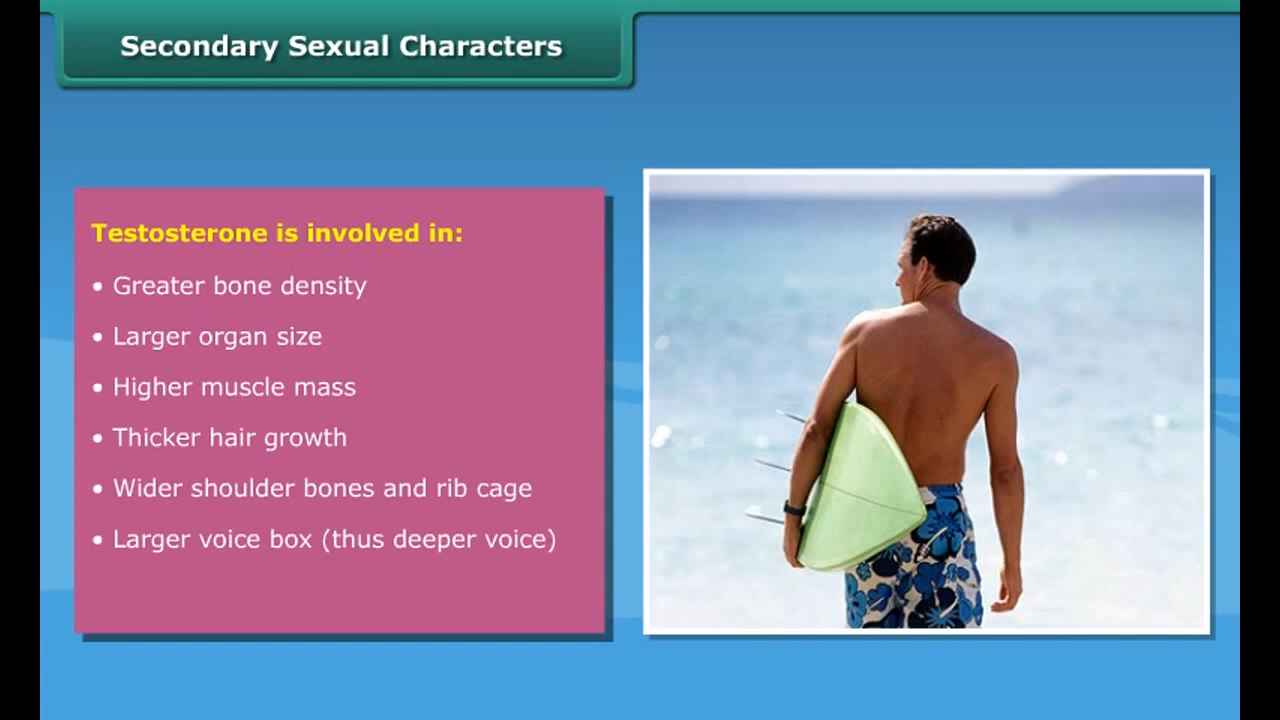 Secondary Sexual Characters
Testosterone is involved in:
• Greater bone density
• Larger organ size
• Higher muscle mass
• Thicker hair growth
• Wider shoulder bones and rib cage
• Larger voice box (thus deeper voice)